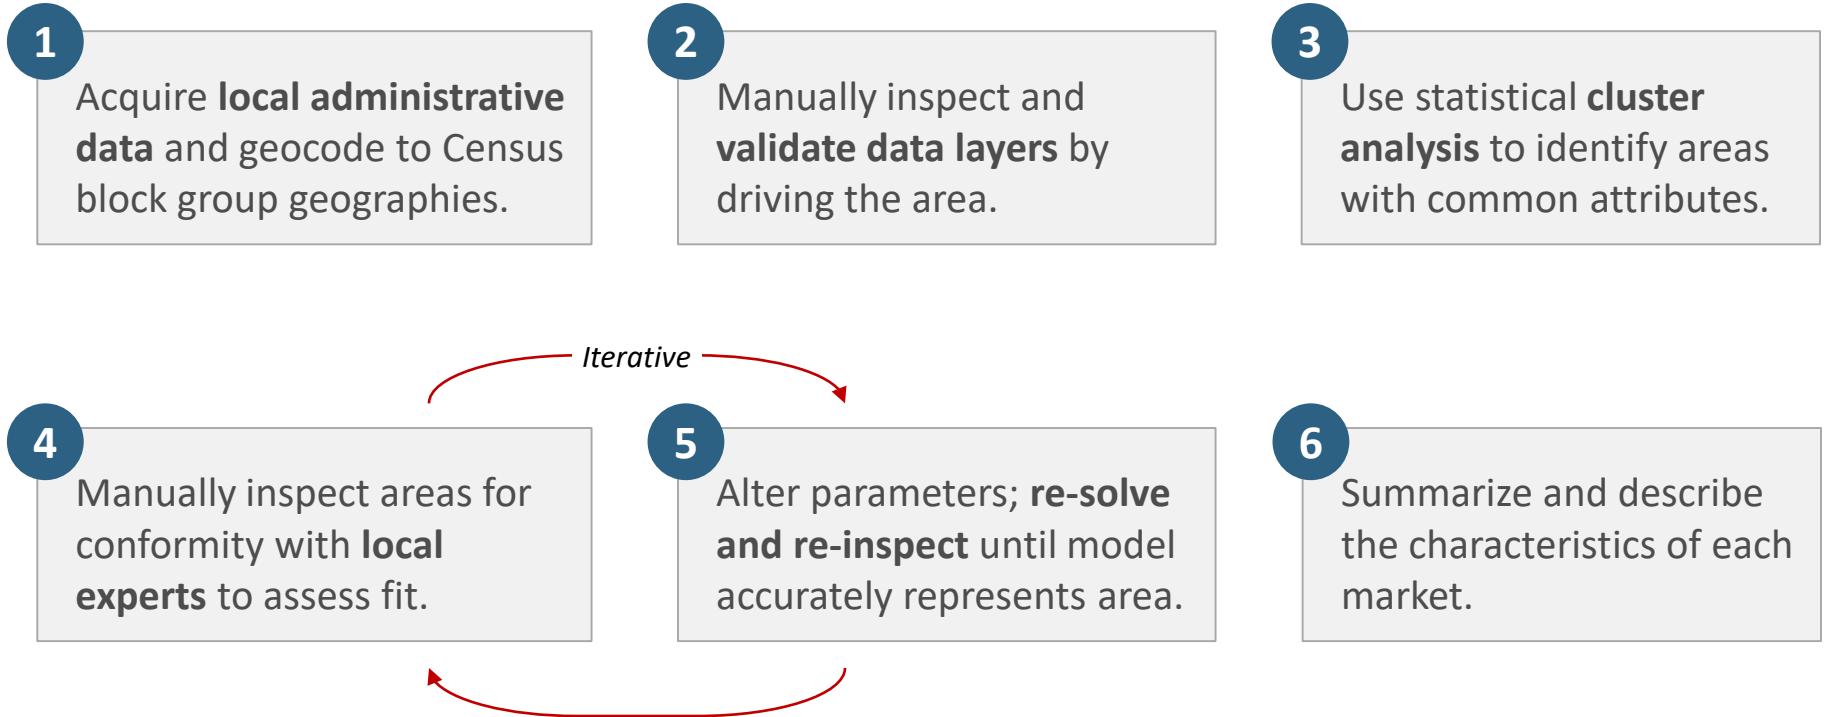 1
Acquire local administrative
data and geocode to Census
block group geographies.
2
Manually inspect and
validate data layers by
driving the area.
3
Use statistical cluster
analysis to identify areas
with common attributes.
Iterative
4
Manually inspect areas for
conformity with local
experts to assess fit.
5
Alter parameters; re-solve
and re-inspect until model
accurately represents area.
6
Summarize and describe
the characteristics of each
market.